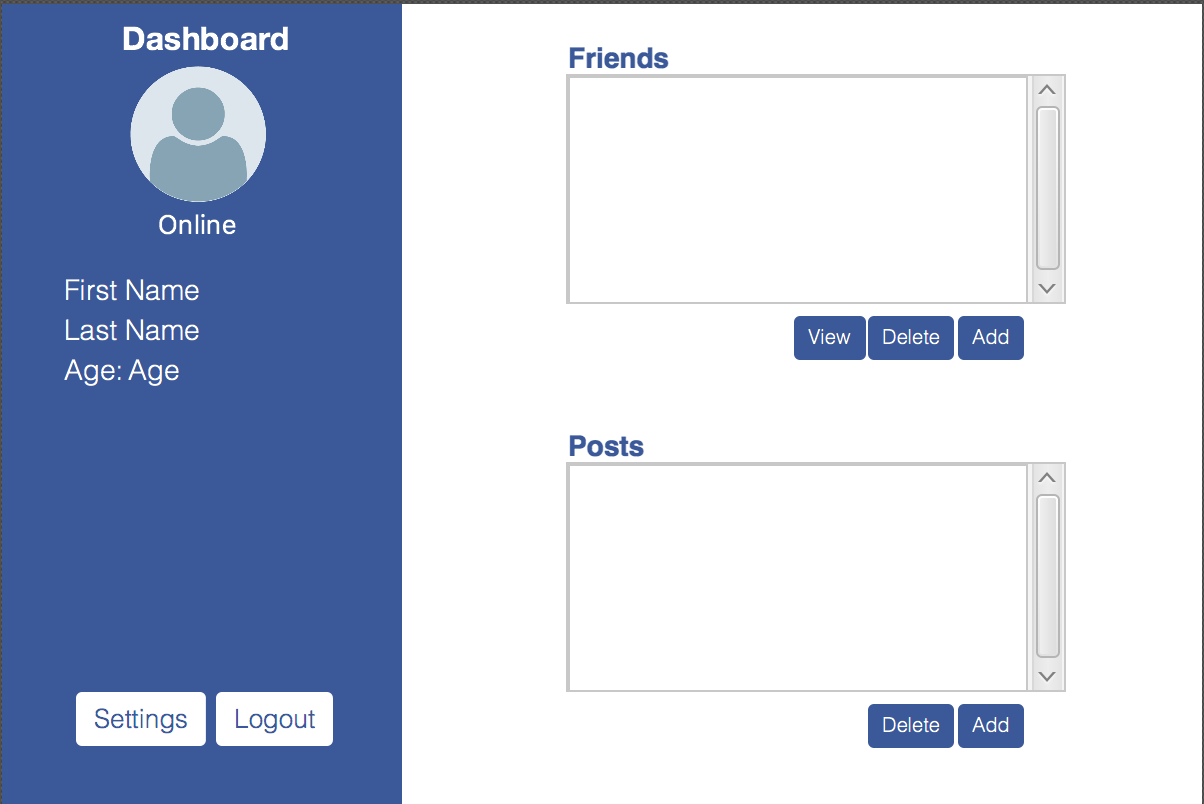 Dashboard
Online
First Name
Last Name
Age: Age
Settings Logout
Friends
View Delete Add
Posts
Delete Add